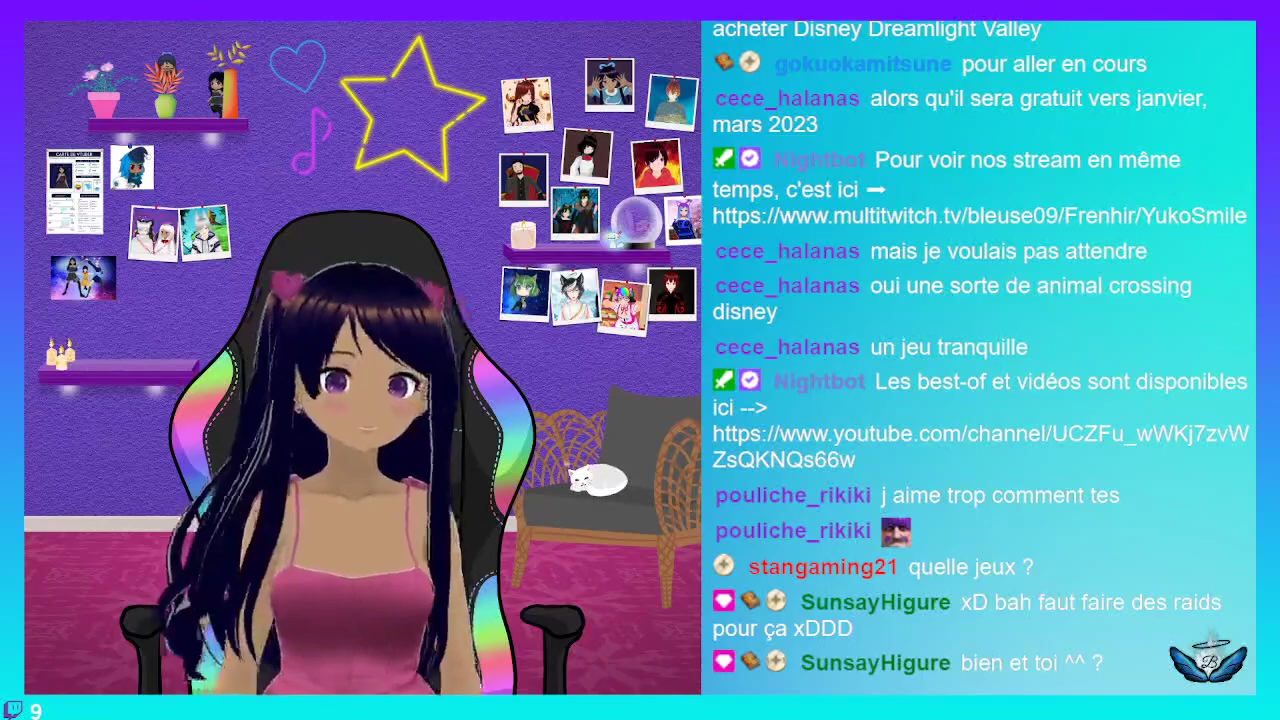 acheter Disney Dreamlight Valley
gokuokamitsune pour aller en cours
cece_halanas alors qu'il sera gratuit vers janvier,
mars 2023
Nightbot Pour voir nos stream en même
temps, c'est ici ➞
https://www.multitwitch.tv/bleuse09/Frenhir/YukoSmile
cece_halanas mais je voulais pas attendre
cece_halanas oui une sorte de animal crossing
disney
cece_halanas un jeu tranquille
Nightbot Les best-of et vidéos sont disponibles
ici -->
https://www.youtube.com/channel/UCZFu_wWKj7zvW
ZsQKNQs66w
pouliche_rikiki j aime trop comment tes
pouliche_rikiki
stangaming21 quelle jeux ?
SunsayHigure xD bah faut faire des raids
pour ça xDDD
SunsayHigure bien et toi ^^ ?
B
9